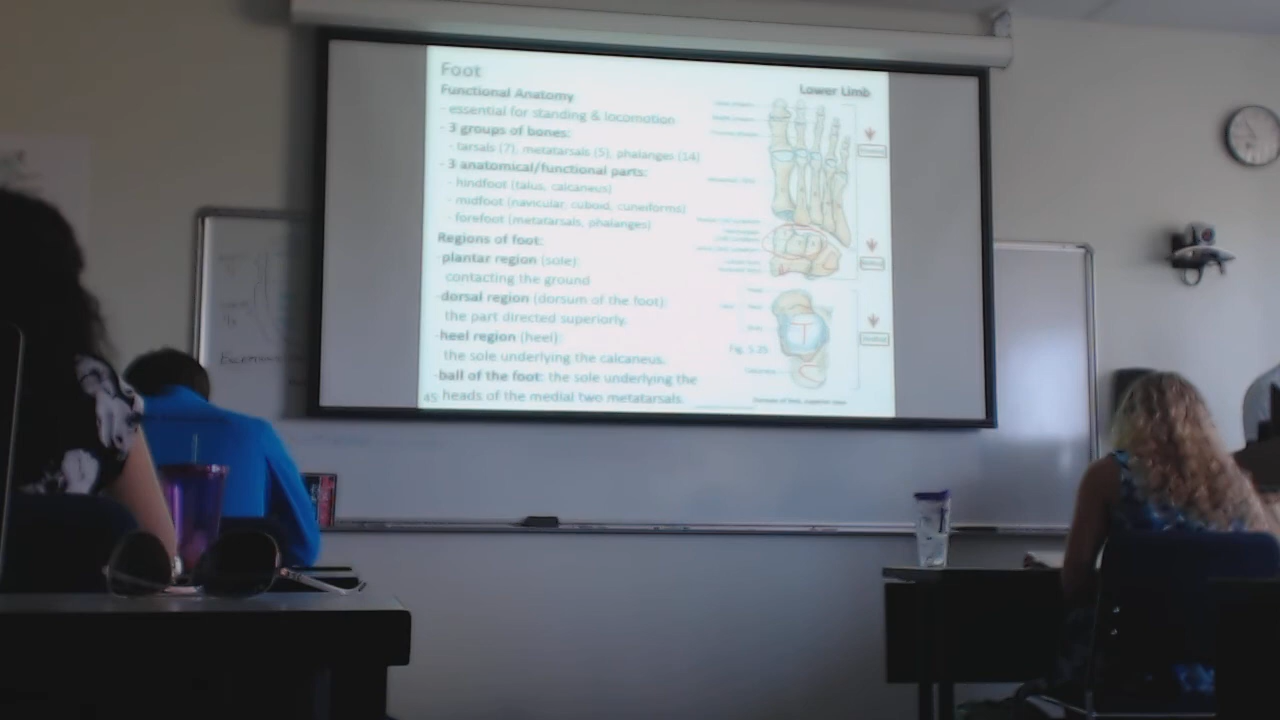 Foot
Lower Limb
Functional Anatomy
- essential for standing & locomotion
- 3 groups of bones:
- tarsals (7), metatarsals (5), phalanges (14)
- 3 anatomical/functional parts:
- hindfoot (talus, calcaneus)
- midfoot (navicular, cuboid, cuneiforms)
- forefoot (metatarsals, phalanges)
Regions of foot:
-plantar region (sole):
contacting the ground
-dorsal region (dorsum of the foot):
the part directed superiorly.
-heel region (heel):
the sole underlying the calcaneus.
-ball of the foot: the sole underlying the
heads of the medial two metatarsals.
45
Fig. 5.25